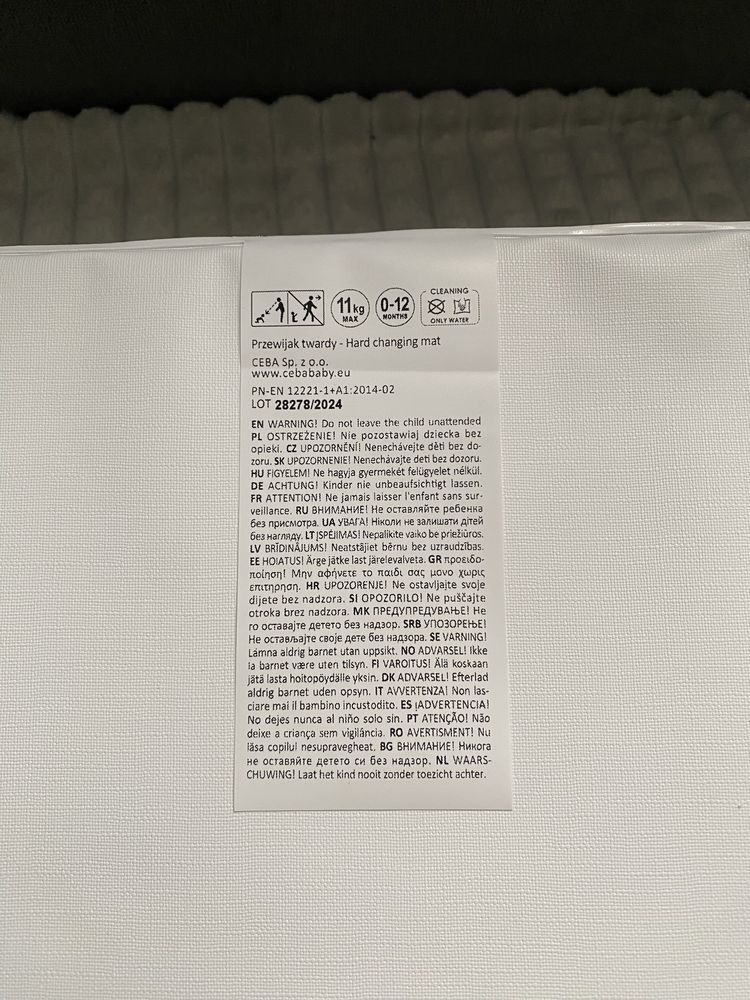 11kg MAX
0-12 MONTHS
CLEANING
ONLY WATER
Przewijak twardy - Hard changing mat
CEBA Sp. z o.o.
www.cebababy.eu
PN-EN 12221-1+A1:2014-02
LOT 28278/2024
EN WARNING! Do not leave the child unattended
PL OSTRZEŻENIE! Nie pozostawiaj dziecka bez
opieki. CZ UPOZORNĚNÍ! Nenechávejte děti bez do-
zoru. SK UPOZORNENIE! Nenechávajte deti bez dozoru.
HU FIGYELEM! Ne hagyja gyermekét felügyelet nélkül.
DE ACHTUNG! Kinder nie unbeaufsichtigt lassen.
FR ATTENTION! Ne jamais laisser l'enfant sans sur-
veillance. RU ВНИМАНИЕ! Не оставляйте ребенка
без присмотра. UA УВАГА! Ніколи не залишати дітей
без нагляду. LT ĮSPĖJIMAS! Nepalikite vaiko be priežiūros.
LV BRĪDINĀJUMS! Neatstājiet bērnu bez uzraudzības.
EE HOIATUS! Ärge jätke last järelevalveta. GR προειδο-
ποίηση! Μην αφήνετε το παιδι σας μονο χωρις
επιτηρηση. HR UPOZORENJE! Ne ostavljajte svoje
dijete bez nadzora. SI OPOZORILO! Ne puščajte
otroka brez nadzora. MK ПРЕДУПРЕДУВАЊЕ! Не
го оставајте детето без надзор. SRB УПОЗОРЕЊЕ!
Не остављајте своје дете без надзора. SE VARNING!
Lämna aldrig barnet utan uppsikt. NO ADVARSEL! Ikke
la barnet være uten tilsyn. FI VAROITUS! Älä koskaan
jätä lasta hoitopöydälle yksin. DK ADVARSEL! Efterlad
aldrig barnet uden opsyn. IT AVVERTENZA! Non las-
ciare mai il bambino incustodito. ES ¡ADVERTENCIA!
No dejes nunca al niño solo sin. PT ATENÇÃO! Não
deixe a criança sem vigilância. RO AVERTISMENT! Nu
lăsa copilul nesupravegheat. BG ВНИМАНИЕ! Никога
не оставяйте детето си без надзор. NL WAARS-
CHUWING! Laat het kind nooit zonder toezicht achter.